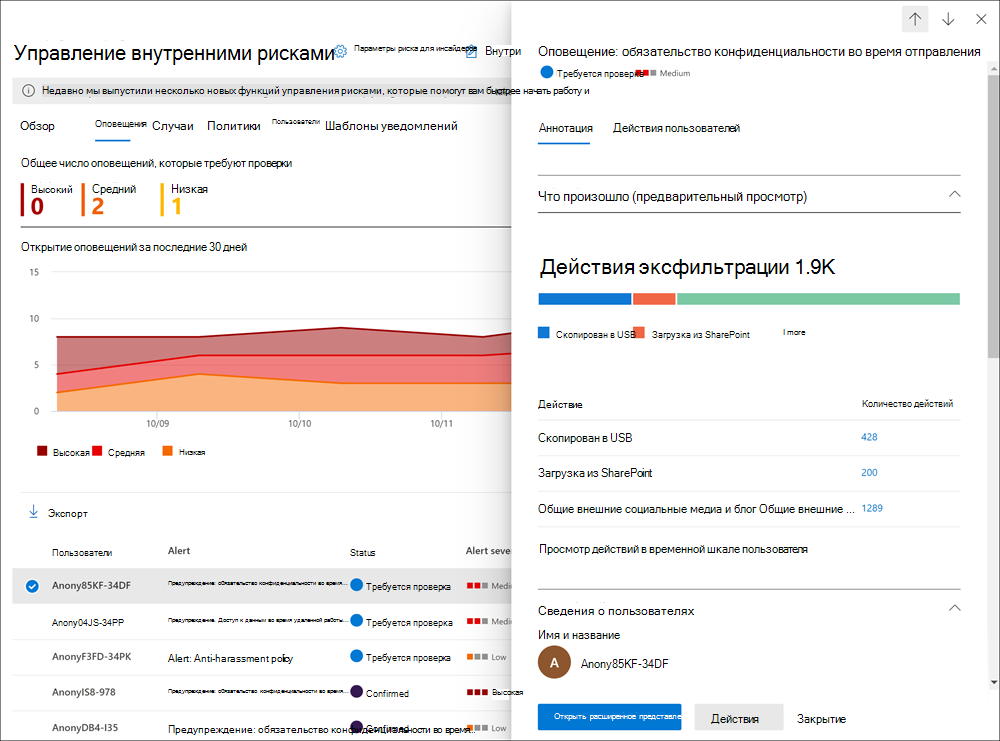 Управление внутренними рисками
Параметры риска для инсайдеров
Внутри
Недавно мы выпустили несколько новых функций управления рисками, которые помогут вам быстрее начать работу и
Обзор
Оповещения
Случаи
Политики
Пользователи
Шаблоны уведомлений
Общее число оповещений, которые требуют проверки
Высокий
0
Средний
2
Низкая
1
Открытие оповещений за последние 30 дней
15
10
5
0
10/09
10/10
10/11
Высокая
Средняя
Низкая
Экспорт
Пользователи
Alert
Status
Alert seve
Anony85KF-34DF
Предупреждение: обязательство конфиденциальности во время...
Требуется проверка
Medi
Anony04JS-34PP
Предупреждение. Доступ к данным во время удаленной работы...
Требуется проверка
Medi
AnonyF3FD-34PK
Alert: Anti-harassment policy
Требуется проверка
Low
AnonyIS8-978
Предупреждение: обязательство конфиденциальности во время...
Confirmed
Высокая
AnonyDB4-I35
Предупреждение: обязательство конфиденциальности во время...
Confirmed
Low
Оповещение: обязательство конфиденциальности во время отправления
Требуется проверка
Medium
Аннотация
Действия пользователей
Что произошло (предварительный просмотр)
Действия эксфильтрации 1.9K
Скопирован в USB
Загрузка из SharePoint
I more
Действие
Количество действий
Скопирован в USB
428
Загрузка из SharePoint
200
Общие внешние социальные медиа и блог Общие внешние ...
1289
Просмотр действий в временной шкале пользователя
Сведения о пользователях
Имя и название
A
Anony85KF-34DF
Открыть расширенное представле
Действия
Закрытие